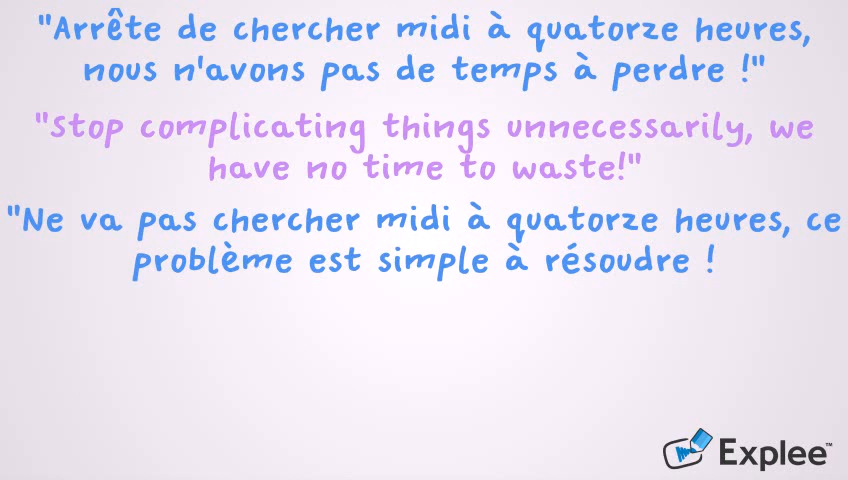 "Arrête de chercher midi à quatorze heures,
nous n'avons pas de temps à perdre !"
"Stop complicating things unnecessarily, we
have no time to waste!"
"Ne va pas chercher midi à quatorze heures, ce
problème est simple à résoudre !
Explee™